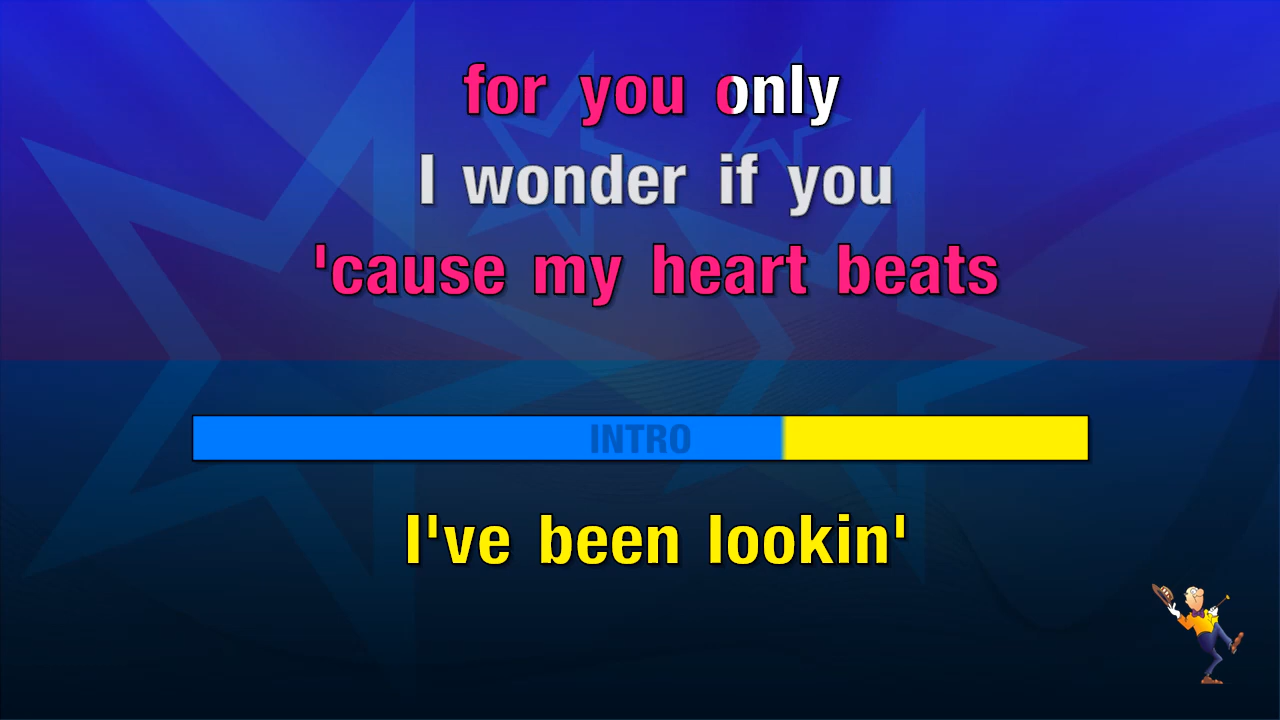 for you only
I wonder if you
'cause my heart beats
INTRO
I've been lookin'